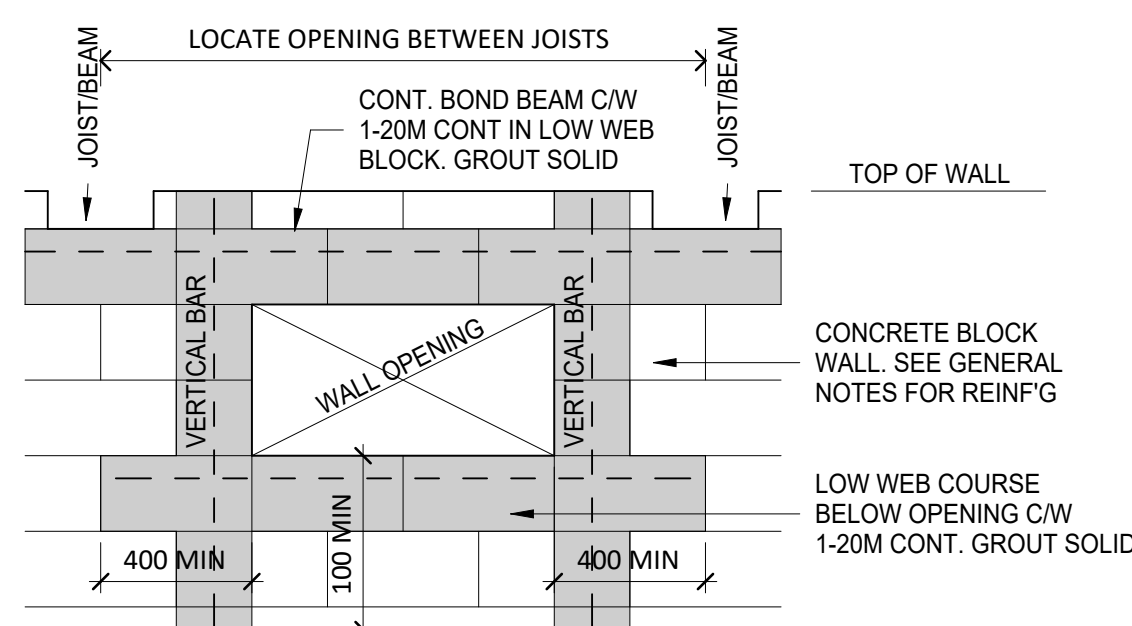 LOCATE OPENING BETWEEN JOISTS
JOIST/BEAM
JOIST/BEAM
CONT. BOND BEAM C/W
1-20M CONT IN LOW WEB
BLOCK. GROUT SOLID
TOP OF WALL
VERTICAL BAR
WALL OPENING
VERTICAL BAR
CONCRETE BLOCK
WALL. SEE GENERAL
NOTES FOR REINF'G
LOW WEB COURSE
BELOW OPENING C/W
1-20M CONT. GROUT SOLID
400 MIN
100 MIN
400 MIN